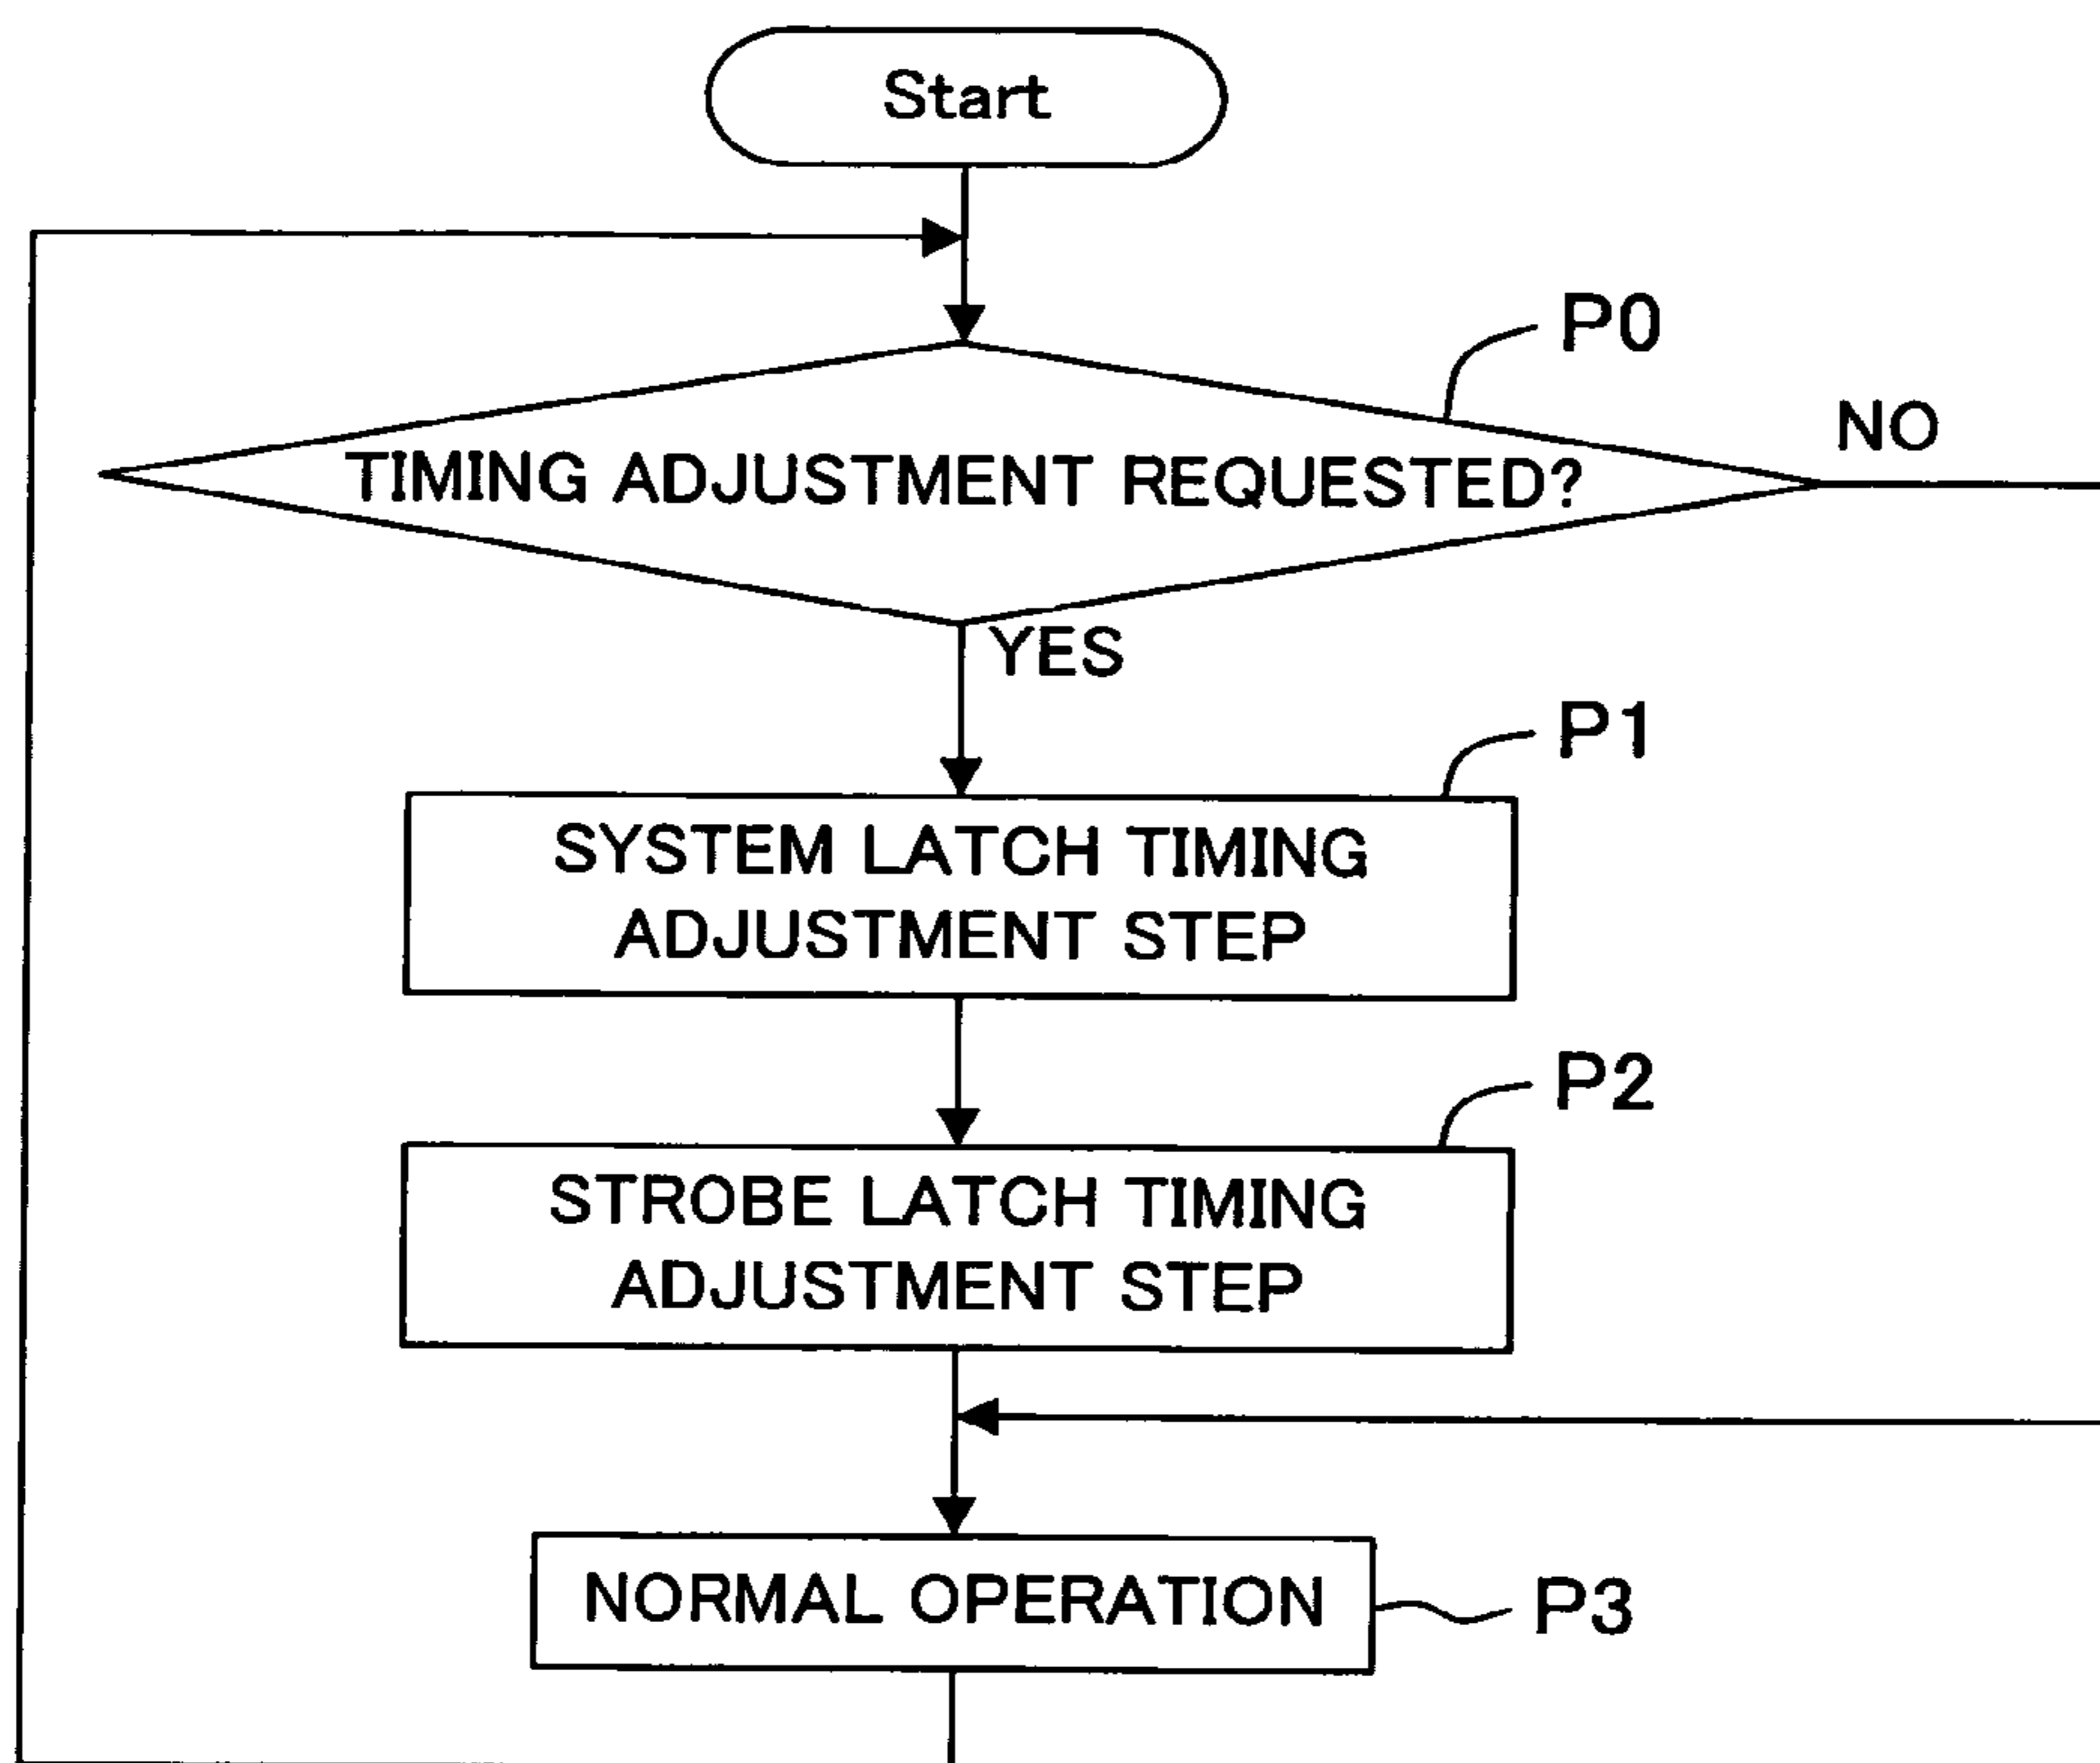 Start
P0
NO
TIMING ADJUSTMENT REQUESTED?
YES
P1
SYSTEM LATCH TIMING
ADJUSTMENT STEP
P2
STROBE LATCH TIMING
ADJUSTMENT STEP
NORMAL OPERATION
P3